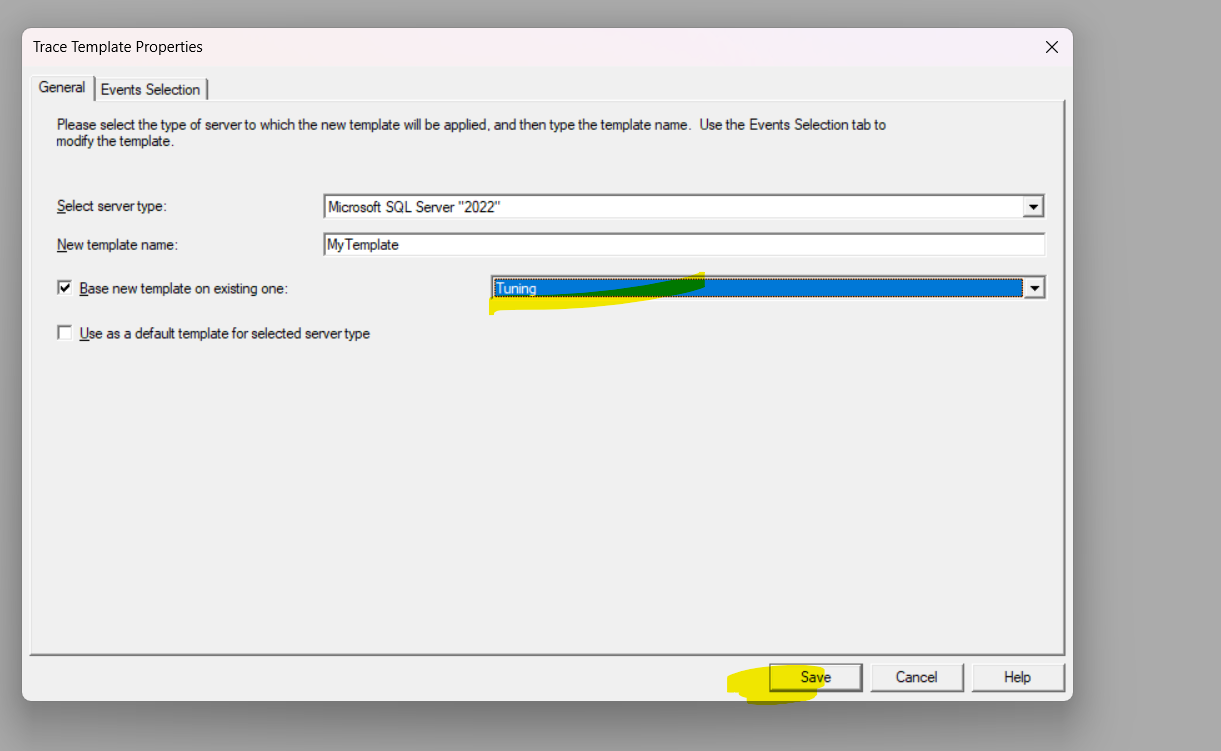 Trace Template Properties
General
Events Selection
Please select the type of server to which the new template will be applied, and then type the template name. Use the Events Selection tab to
modify the template.
Select server type:
Microsoft SQL Server "2022"
New template name:
MyTemplate
Base new template on existing one:
Tuning
Use as a default template for selected server type
Save
Cancel
Help